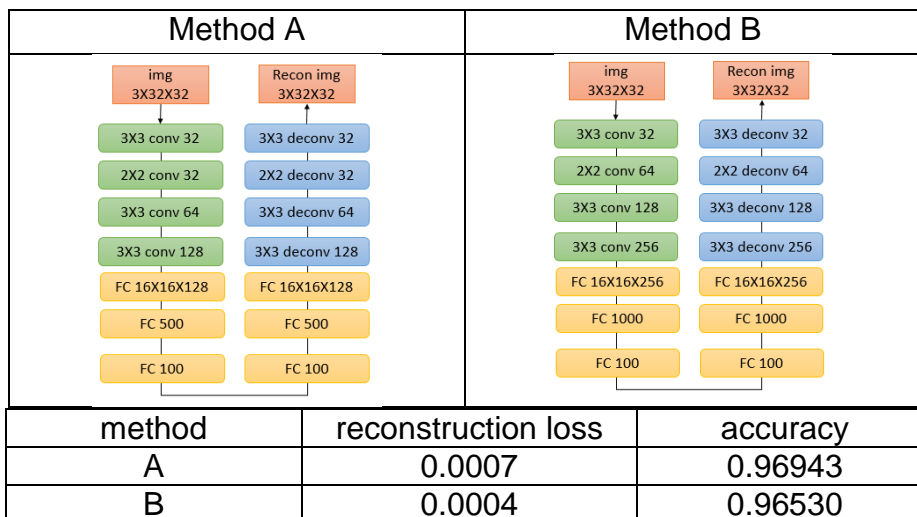 Method A
Method B
img
3X32X32
Recon img
3X32X32
3X3 conv 32
3X3 deconv 32
2X2 conv 32
2X2 deconv 32
3X3 conv 64
3X3 deconv 64
3X3 conv 128
3X3 deconv 128
FC 16X16X128
FC 16X16X128
FC 500
FC 500
FC 100
FC 100
img
3X32X32
Recon img
3X32X32
3X3 conv 32
3X3 deconv 32
2X2 conv 64
2X2 deconv 64
3X3 conv 128
3X3 deconv 128
3X3 conv 256
3X3 deconv 256
FC 16X16X256
FC 16X16X256
FC 1000
FC 1000
FC 100
FC 100
method reconstruction loss accuracy
A 0.0007 0.96943
B 0.0004 0.96530